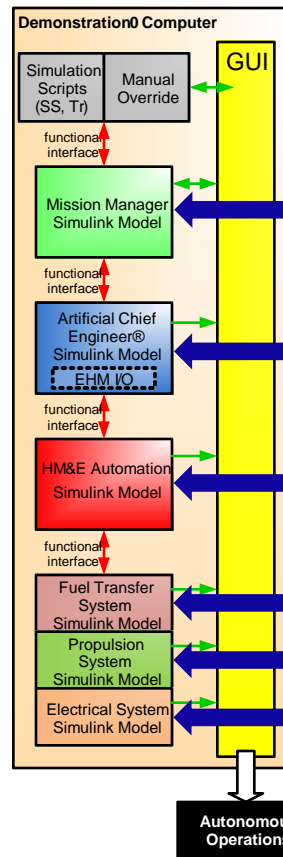 Demonstration0 Computer
GUI
Simulation
Scripts
(SS, Tr)
Manual
Override
functional
interface
Mission Manager
Simulink Model
functional
interface
Artificial Chief
Engineer®
Simulink Model
EHM I/O
functional
interface
HM&E Automation
Simulink Model
functional
interface
Fuel Transfer
System
Simulink Model
Propulsion
System
Simulink Model
Electrical System
Simulink Model
Autonomou
Operations